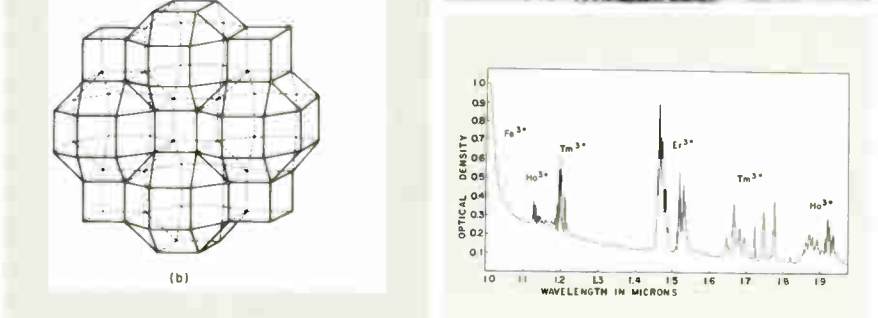 (b)
OPTICAL DENSITY
1.0
0.9
0.8
0.7
0.6
0.5
0.4
0.3
0.2
0.1
Fe3+
Ho3+
Tm3+
Er3+
Tm3+
Ho3+
1.0 1.1 1.2 1.3 1.4 1.5 1.6 1.7 1.8 1.9
WAVELENGTH IN MICRONS